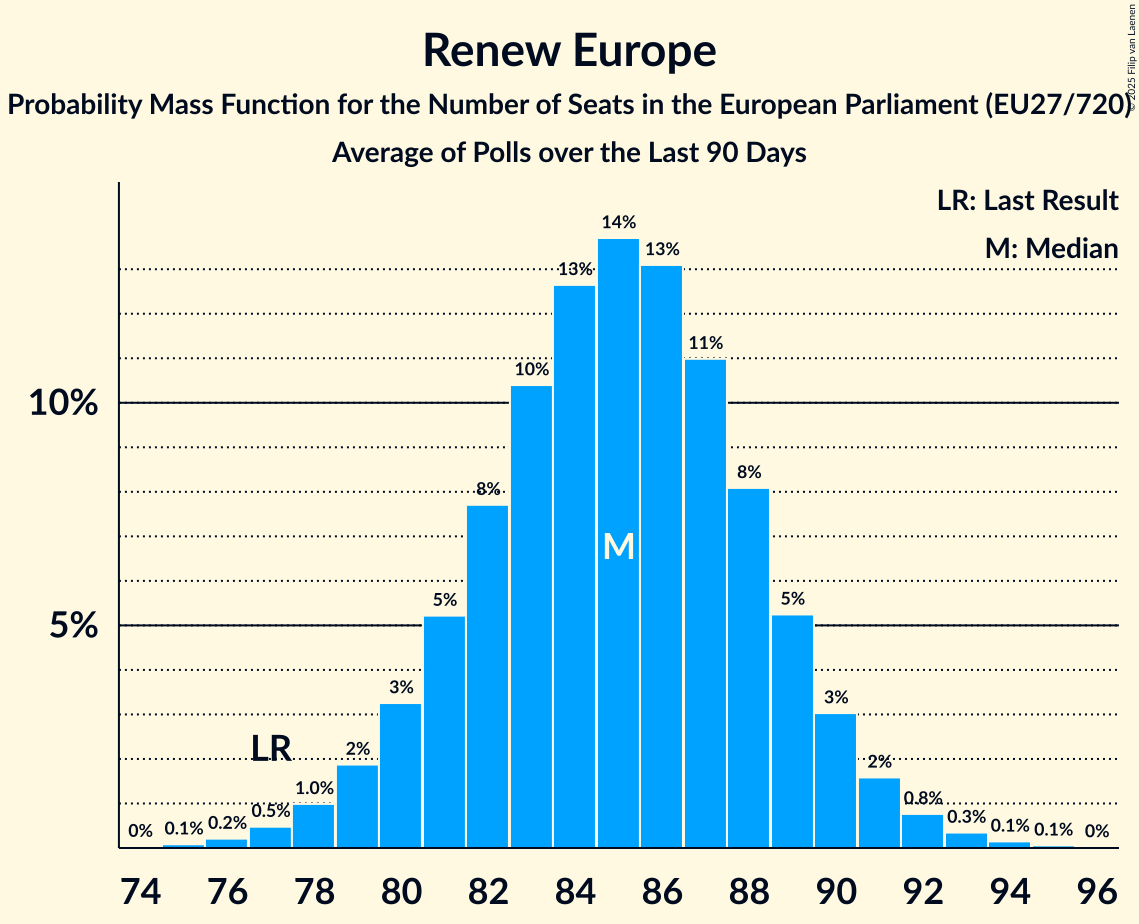 Renew Europe
Probability Mass Function for the Number of Seats in the European Parliament (EU27/720)
Average of Polls over the Last 90 Days
© 2025 Filip van Laenen
LR: Last Result
M: Median
10%
5%
0% 0.1% 0.2% 0.5% 1.0% 2% 3% 5% 8% 10% 13% 14% 13% 11% 8% 5% 3% 2% 0.8% 0.3% 0.1% 0.1% 0%
LR
M
74 76 78 80 82 84 86 88 90 92 94 96